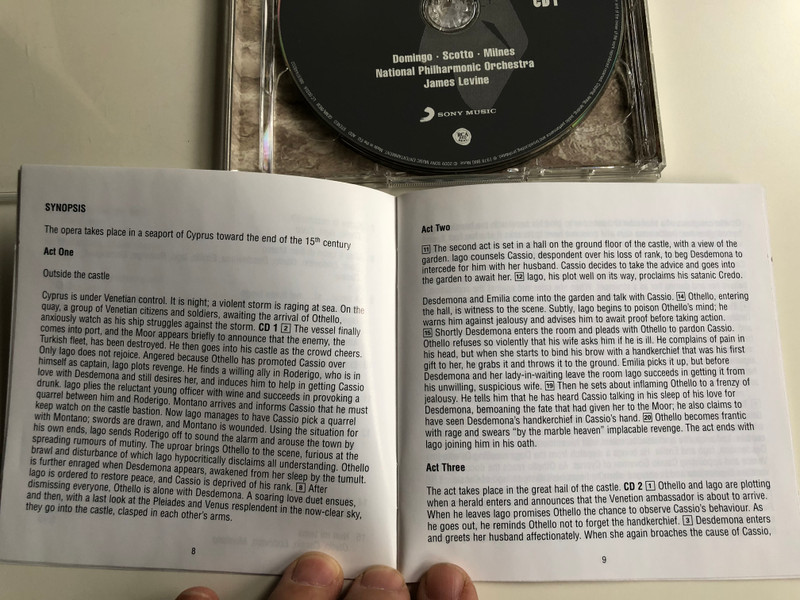 CD 1
Domingo · Scotto · Milnes
National Philharmonic Orchestra
James Levine
SONY MUSIC
RCA
SYNOPSIS
The opera takes place in a seaport of Cyprus toward the end of the 15th century
Act One
Outside the castle
Cyprus is under Venetian control. It is night; a violent storm is raging at sea. On the
quay, a group of Venetian citizens and soldiers, awaiting the arrival of Othello,
anxiously watch as his ship struggles against the storm. CD 1 2 The vessel finally
comes into port, and the Moor appears briefly to announce that the enemy, the
Turkish fleet, has been destroyed. He then goes into his castle as the crowd cheers.
Only Iago does not rejoice. Angered because Othello has promoted Cassio over
himself as captain, Iago plots revenge. He finds a willing ally in Roderigo, who is in
love with Desdemona and still desires her, and induces him to help in getting Cassio
drunk. Iago plies the reluctant young officer with wine and succeeds in provoking a
quarrel between him and Roderigo. Montano arrives and informs Cassio that he must
keep watch on the castle bastion. Now Iago manages to have Cassio pick a quarrel
with Montano; swords are drawn, and Montano is wounded. Using the situation for
his own ends, Iago sends Roderigo off to sound the alarm and arouse the town by
spreading rumours of mutiny. The uproar brings Othello to the scene, furious at the
brawl and disturbance of which Iago hypocritically disclaims all understanding. Othello
is further enraged when Desdemona appears, awakened from her sleep by the tumult.
Iago is ordered to restore peace, and Cassio is deprived of his rank. 8 After
dismissing everyone, Othello is alone with Desdemona. A soaring love duet ensues,
and then, with a last look at the Pleiades and Venus resplendent in the now-clear sky,
they go into the castle, clasped in each other's arms.
8
Act Two
11 The second act is set in a hall on the ground floor of the castle, with a view of the
garden. Iago counsels Cassio, despondent over his loss of rank, to beg Desdemona to
intercede for him with her husband. Cassio decides to take the advice and goes into
the garden to await her. 12 Iago, his plot well on its way, proclaims his satanic Credo.
Desdemona and Emilia come into the garden and talk with Cassio. 14 Othello, entering
the hall, is witness to the scene. Subtly, Iago begins to poison Othello's mind; he
warns him against jealousy and advises him to await proof before taking action.
15 Shortly Desdemona enters the room and pleads with Othello to pardon Cassio.
Othello refuses so violently that his wife asks him if he is ill. He complains of pain in
his head, but when she starts to bind his brow with a handkerchief that was his first
gift to her, he grabs it and throws it to the ground. Emilia picks it up, but before
Desdemona and her lady-in-waiting leave the room Iago succeeds in getting it from
his unwilling, suspicious wife. 19 Then he sets about inflaming Othello to a frenzy of
jealousy. He tells him that he has heard Cassio talking in his sleep of his love for
Desdemona, bemoaning the fate that had given her to the Moor; he also claims to
have seen Desdemona's handkerchief in Cassio's hand. 20 Othello becomes frantic
with rage and swears "by the marble heaven" implacable revenge. The act ends with
Iago joining him in his oath.
Act Three
The act takes place in the great hall of the castle. CD 2 1 Othello and Iago are plotting
when a herald enters and announces that the Venetion ambassador is about to arrive.
When he leaves Iago promises Othello the chance to observe Cassio's behaviour. As
he goes out, he reminds Othello not to forget the handkerchief. 3 Desdemona enters
and greets her husband affectionately. When she again broaches the cause of Cassio,
9